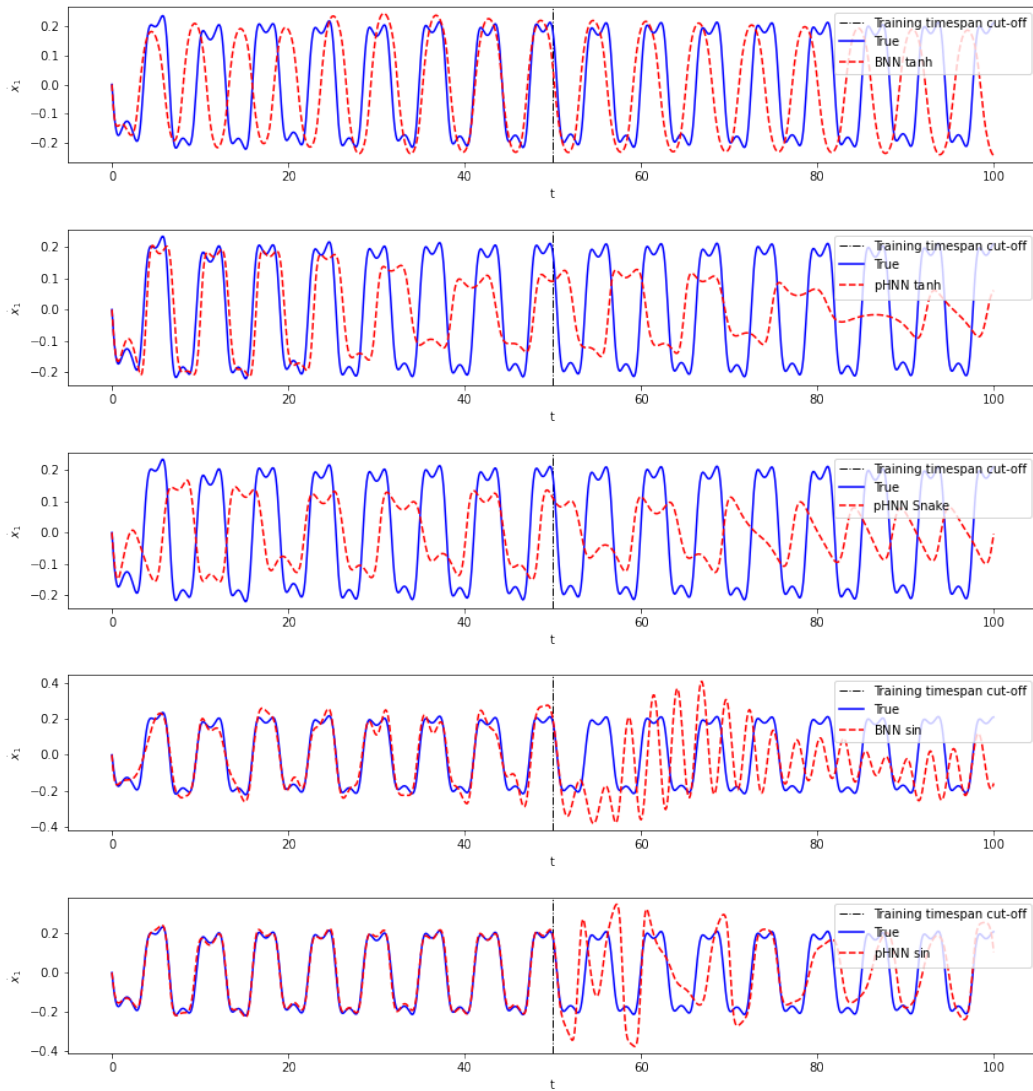 0.2
0.1
0.0
−0.1
−0.2
ẋ₁
0 20 40 60 80 100
t
Training timespan cut-off
True
BNN tanh
0.2
0.1
0.0
−0.1
−0.2
ẋ₁
0 20 40 60 80 100
t
Training timespan cut-off
True
pHNN tanh
0.2
0.1
0.0
−0.1
−0.2
ẋ₁
0 20 40 60 80 100
t
Training timespan cut-off
True
pHNN Snake
0.4
0.2
0.0
−0.2
−0.4
ẋ₁
0 20 40 60 80 100
t
Training timespan cut-off
True
BNN sin
0.2
0.0
−0.2
−0.4
ẋ₁
0 20 40 60 80 100
t
Training timespan cut-off
True
pHNN sin